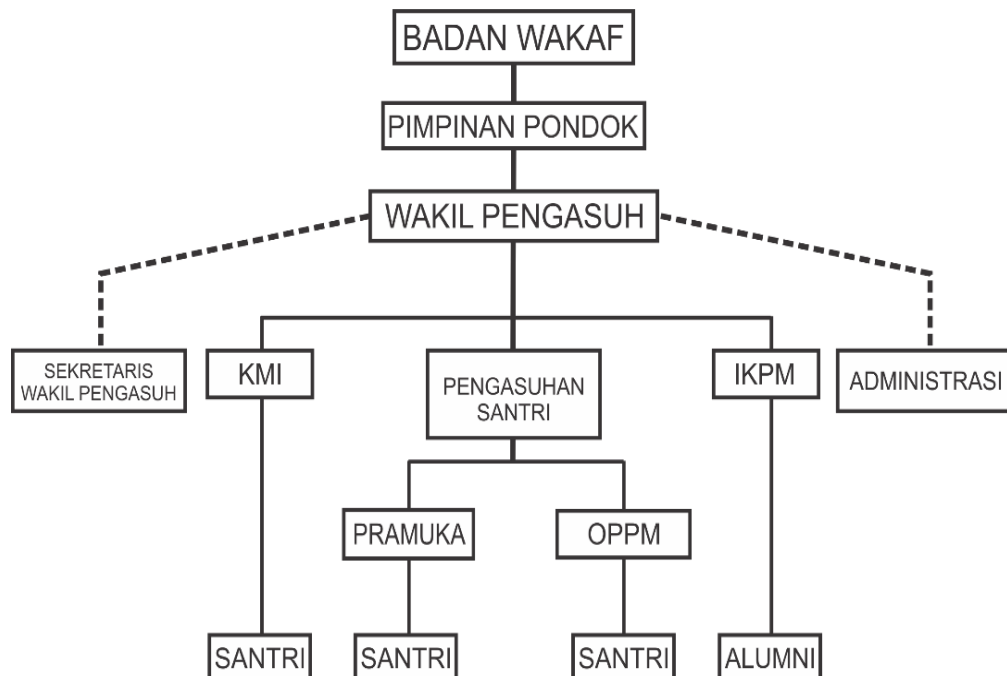 BADAN WAKAF
PIMPINAN PONDOK
WAKIL PENGASUH
SEKRETARIS
WAKIL PENGASUH
KMI
PENGASUHAN
SANTRI
IKPM
ADMINISTRASI
PRAMUKA
OPPM
SANTRI
SANTRI
SANTRI
ALUMNI